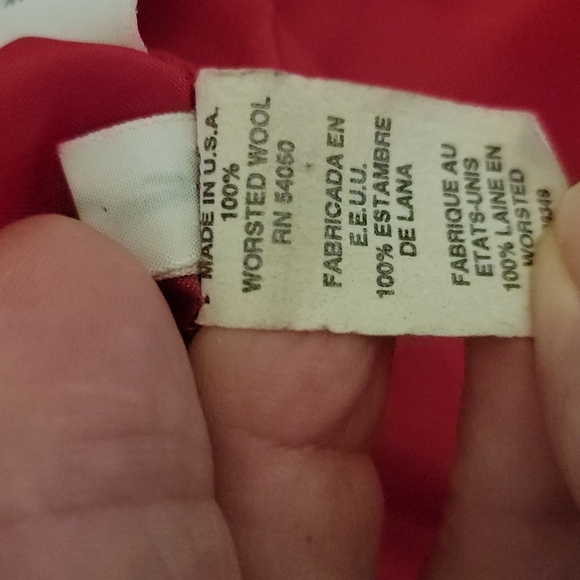 MADE IN U.S.A.
100%
WORSTED WOOL
RN 54050
FABRICADA EN
E.E.U.U.
100% ESTAMBRE
DE LANA
FABRIQUE AU
ETATS-UNIS
100% LAINE EN
WORSTED